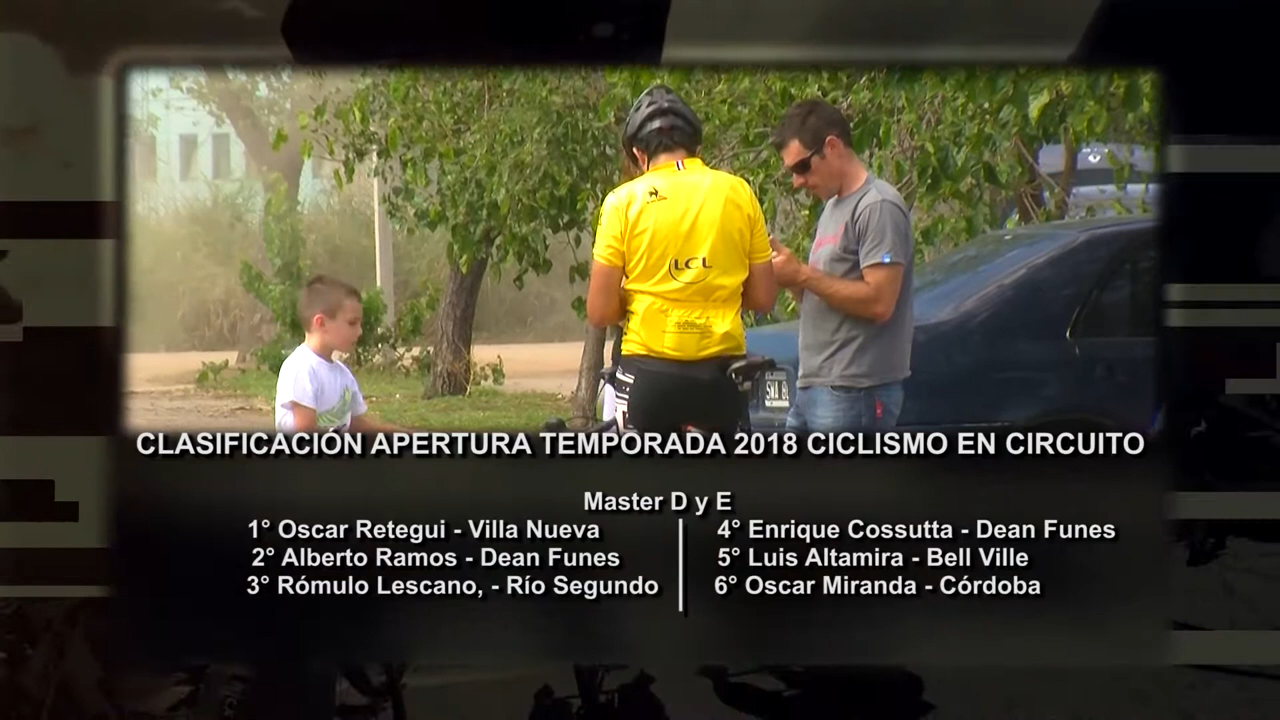 LCL
SWA
CLASIFICACIÓN APERTURA TEMPORADA 2018 CICLISMO EN CIRCUITO
Master D y E
1° Oscar Retegui - Villa Nueva
2° Alberto Ramos - Dean Funes
3° Rómulo Lescano, - Río Segundo
4° Enrique Cossutta - Dean Funes
5° Luis Altamira - Bell Ville
6° Oscar Miranda - Córdoba